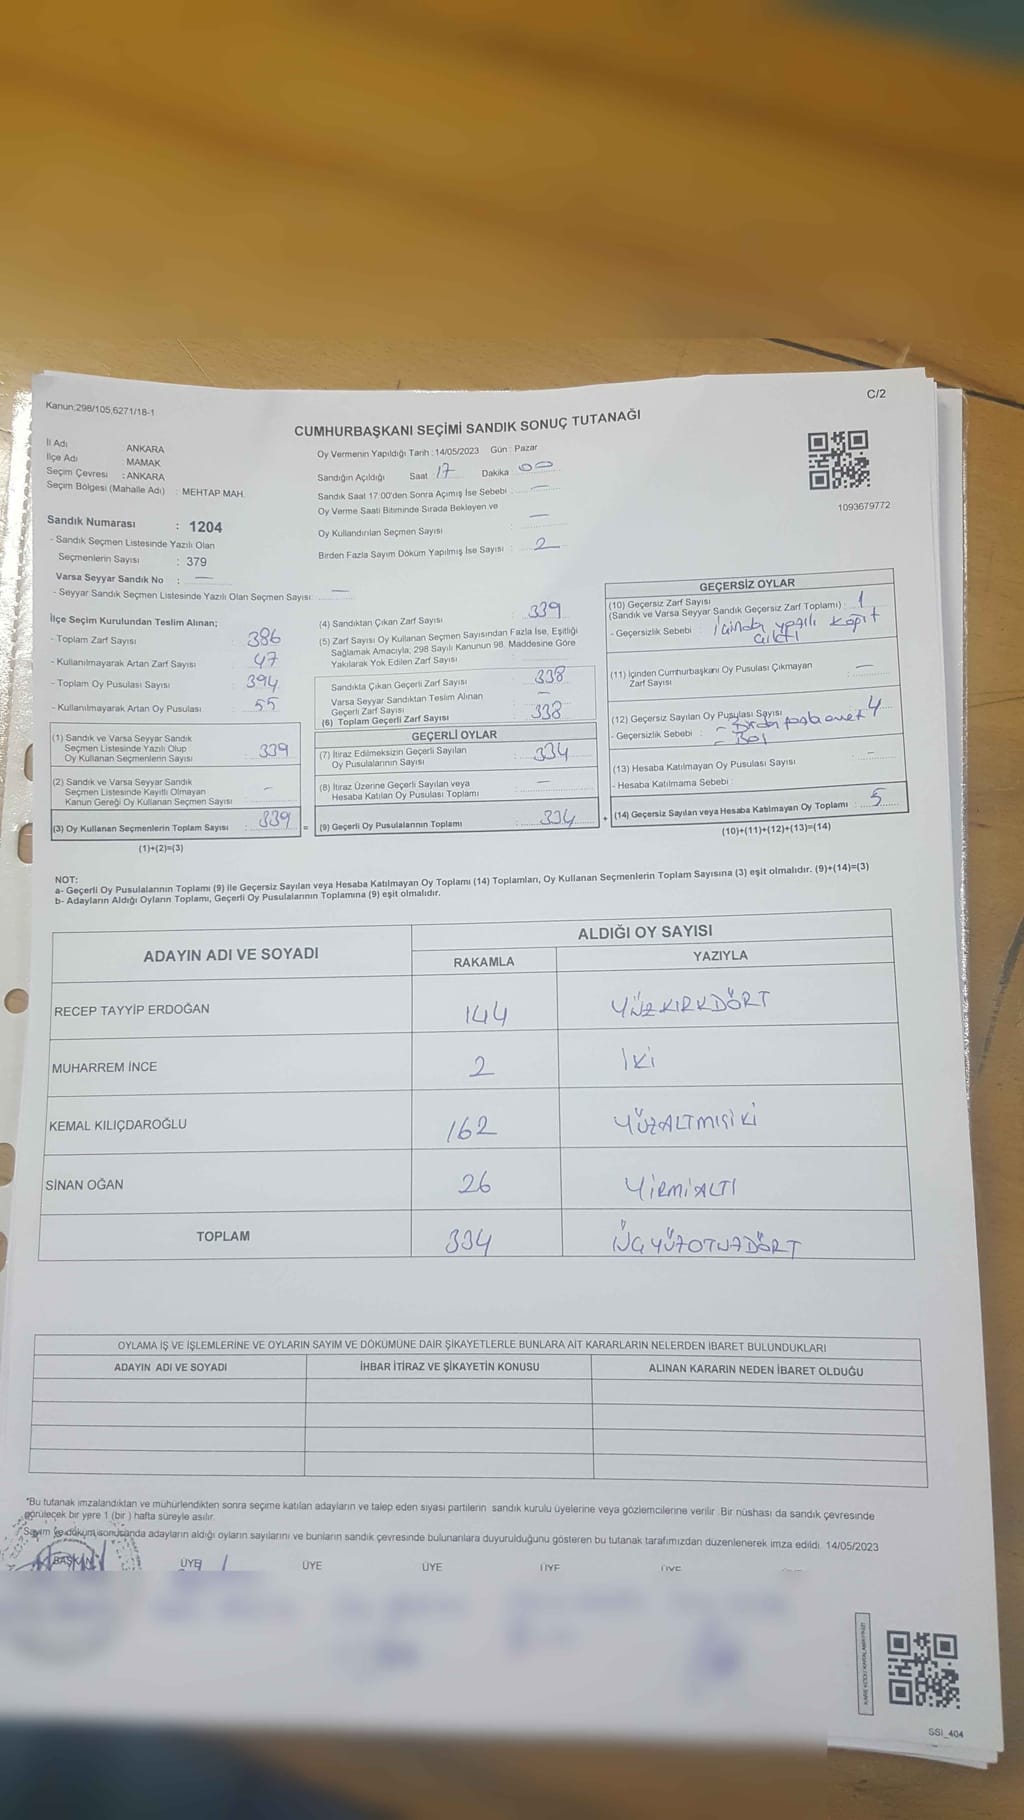 Kanun:298/105,6271/18-1
C/2
CUMHURBAŞKANI SEÇİMİ SANDIK SONUÇ TUTANAĞI
İl Adı ANKARA
İlçe Adı : MAMAK
Seçim Çevresi : ANKARA
Seçim Bölgesi (Mahalle Adı) : MEHTAP MAH.
Oy Vermenin Yapıldığı Tarih : 14/05/2023 Gün : Pazar
Sandığın Açıldığı Saat 17 Dakika : 00
Sandık Saat 17.00'den Sonra Açımış İse Sebebi : —
Oy Verme Saati Bitiminde Sırada Bekleyen ve
Oy Kullandırılan Seçmen Sayısı : —
Birden Fazla Sayım Döküm Yapılmış İse Sayısı : 2
1093679772
Sandık Numarası : 1204
- Sandık Seçmen Listesinde Yazılı Olan
Seçmenlerin Sayısı : 379
Varsa Seyyar Sandık No : —
- Seyyar Sandık Seçmen Listesinde Yazılı Olan Seçmen Sayısı: —
İlçe Seçim Kurulundan Teslim Alınan;
- Toplam Zarf Sayısı : 386
- Kullanılmayarak Artan Zarf Sayısı : 47
- Toplam Oy Pusulası Sayısı : 394
- Kullanılmayarak Artan Oy Pusulası : 55
(1) Sandık ve Varsa Seyyar Sandık
Seçmen Listesinde Yazılı Olup
Oy Kullanan Seçmenlerin Sayısı : 339
(2) Sandık ve Varsa Seyyar Sandık
Seçmen Listesinde Kayıtlı Olmayan
Kanun Gereği Oy Kullanan Seçmen Sayısı : -
(3) Oy Kullanan Seçmenlerin Toplam Sayısı : 339
(1)+(2)=(3)
(4) Sandıktan Çıkan Zarf Sayısı : 339
(5) Zarf Sayısı Oy Kullanan Seçmen Sayısından Fazla İse, Eşitliği
Sağlamak Amacıyla, 298 Sayılı Kanunun 98. Maddesine Göre
Yakılarak Yok Edilen Zarf Sayısı :
Sandıkta Çıkan Geçerli Zarf Sayısı : 338
Varsa Seyyar Sandıktan Teslim Alınan
Geçerli Zarf Sayısı : —
(6) Toplam Geçerli Zarf Sayısı : 338
GEÇERLİ OYLAR
(7) İtiraz Edilmeksizin Geçerli Sayılan
Oy Pusulalarının Sayısı : 334
(8) İtiraz Üzerine Geçerli Sayılan veya
Hesaba Katılan Oy Pusulası Toplamı : —
= (9) Geçerli Oy Pusulalarının Toplamı : 334
GEÇERSİZ OYLAR
(10) Geçersiz Zarf Sayısı
(Sandık ve Varsa Seyyar Sandık Geçersiz Zarf Toplamı) : 1
- Geçersizlik Sebebi : içinden yazılı kağıt
çıktı
(11) İçinden Cumhurbaşkanı Oy Pusulası Çıkmayan
Zarf Sayısı : —
(12) Geçersiz Sayılan Oy Pusulası Sayısı : 4
- Geçersizlik Sebebi :
(13) Hesaba Katılmayan Oy Pusulası Sayısı : -
- Hesaba Katılmama Sebebi :
+ (14) Geçersiz Sayılan veya Hesaba Katılmayan Oy Toplamı : 5
(10)+(11)+(12)+(13)=(14)
NOT:
a- Geçerli Oy Pusulalarının Toplamı (9) ile Geçersiz Sayılan veya Hesaba Katılmayan Oy Toplamı (14) Toplamları, Oy Kullanan Seçmenlerin Toplam Sayısına (3) eşit olmalıdır. (9)+(14)=(3)
b- Adayların Aldığı Oyların Toplamı, Geçerli Oy Pusulalarının Toplamına (9) eşit olmalıdır.
ADAYIN ADI VE SOYADI ALDIĞI OY SAYISI
RAKAMLA YAZIYLA
RECEP TAYYİP ERDOĞAN 144 YÜZKIRKDÖRT
MUHARREM İNCE 2 İKİ
KEMAL KILIÇDAROĞLU 162 YÜZALTMIŞİKİ
SİNAN OĞAN 26 YİRMİALTI
TOPLAM 334 ÜÇYÜZOTUZDÖRT
OYLAMA İŞ VE İŞLEMLERİNE VE OYLARIN SAYIM VE DÖKÜMÜNE DAİR ŞİKAYETLERLE BUNLARA AİT KARARLARIN NELERDEN İBARET BULUNDUKLARI
ADAYIN ADI VE SOYADI İHBAR İTİRAZ VE ŞİKAYETİN KONUSU ALINAN KARARIN NEDEN İBARET OLDUĞU
*Bu tutanak imzalandıktan ve mühürlendikten sonra seçime katılan adayların ve talep eden siyasi partilerin sandık kurulu üyelerine veya gözlemcilerine verilir. Bir nüshası da sandık çevresinde
görülecek bir yere 1 (bir) hafta süreyle asılır.
Sayım ve döküm sonucunda adayların aldığı oyların sayılarını ve bunların sandık çevresinde bulunanlara duyurulduğunu gösteren bu tutanak tarafımızdan düzenlenerek imza edildi. 14/05/2023
BAŞKAN ÜYE ÜYE ÜYE ÜYE ÜYE
SSİ_404